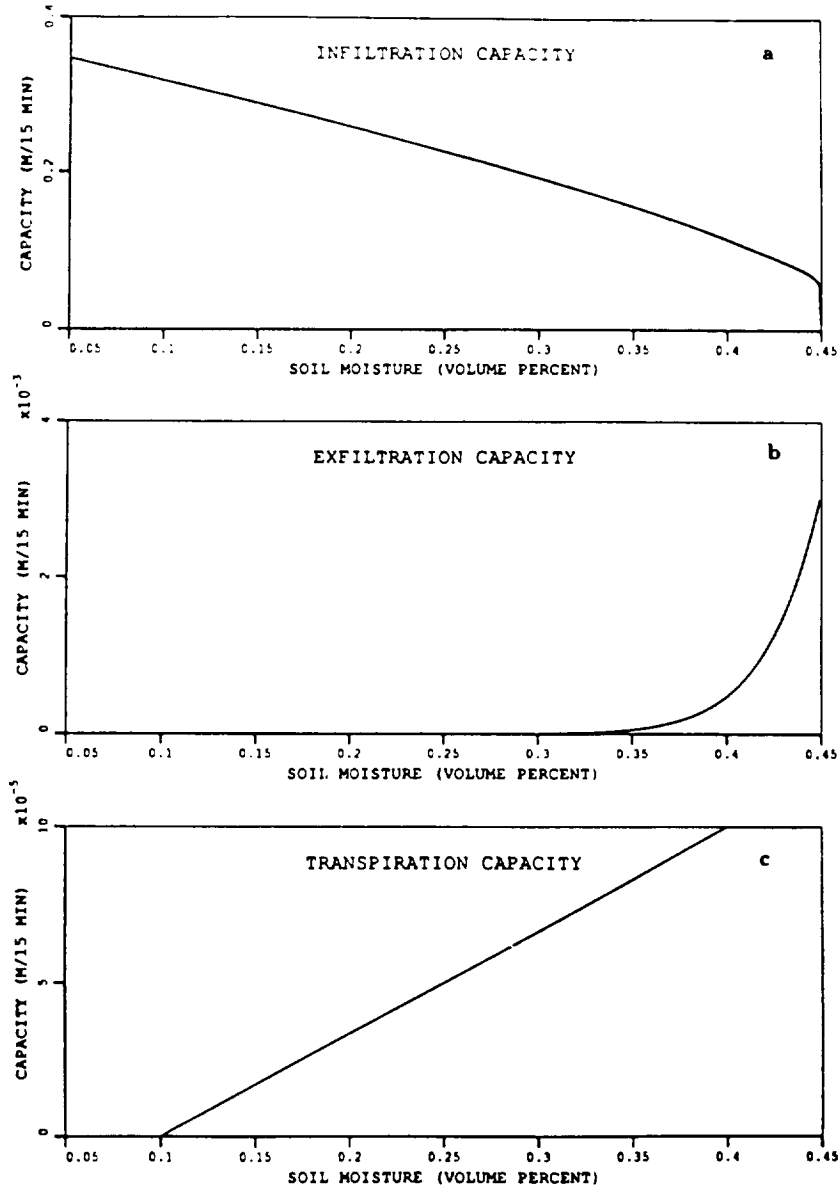 INFILTRATION CAPACITY
a
CAPACITY (M/15 MIN)
0.4
0.2
0
0.05 0.1 0.15 0.2 0.25 0.3 0.35 0.4 0.45
SOIL MOISTURE (VOLUME PERCENT)
x10-3
EXFILTRATION CAPACITY
b
CAPACITY (M/15 MIN)
4
2
0
0.05 0.1 0.15 0.2 0.25 0.3 0.35 0.4 0.45
SOIL MOISTURE (VOLUME PERCENT)
x10-5
TRANSPIRATION CAPACITY
c
CAPACITY (M/15 MIN)
10
5
0
0.05 0.1 0.15 0.2 0.25 0.3 0.35 0.4 0.45
SOIL MOISTURE (VOLUME PERCENT)